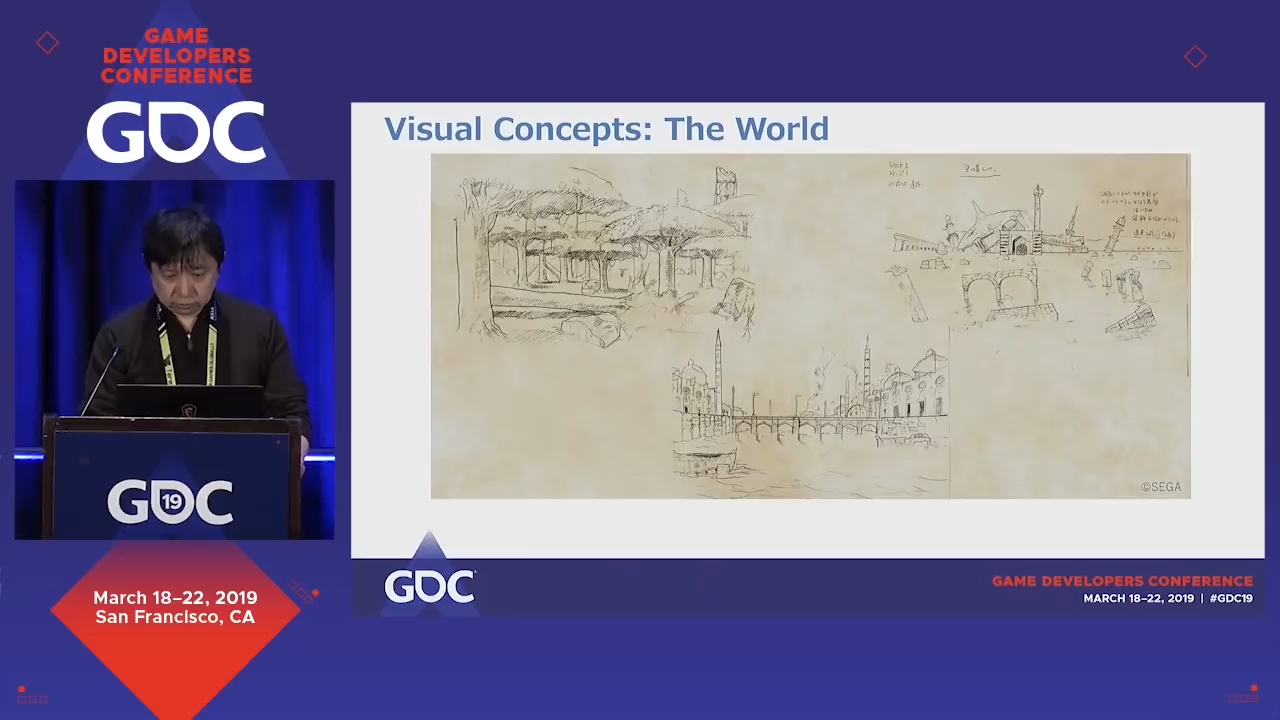 GAME
DEVELOPERS
CONFERENCE
GDC
GDC
19
March 18–22, 2019
San Francisco, CA
Visual Concepts: The World
©SEGA
GDC
GAME DEVELOPERS CONFERENCE
MARCH 18–22, 2019 | #GDC19